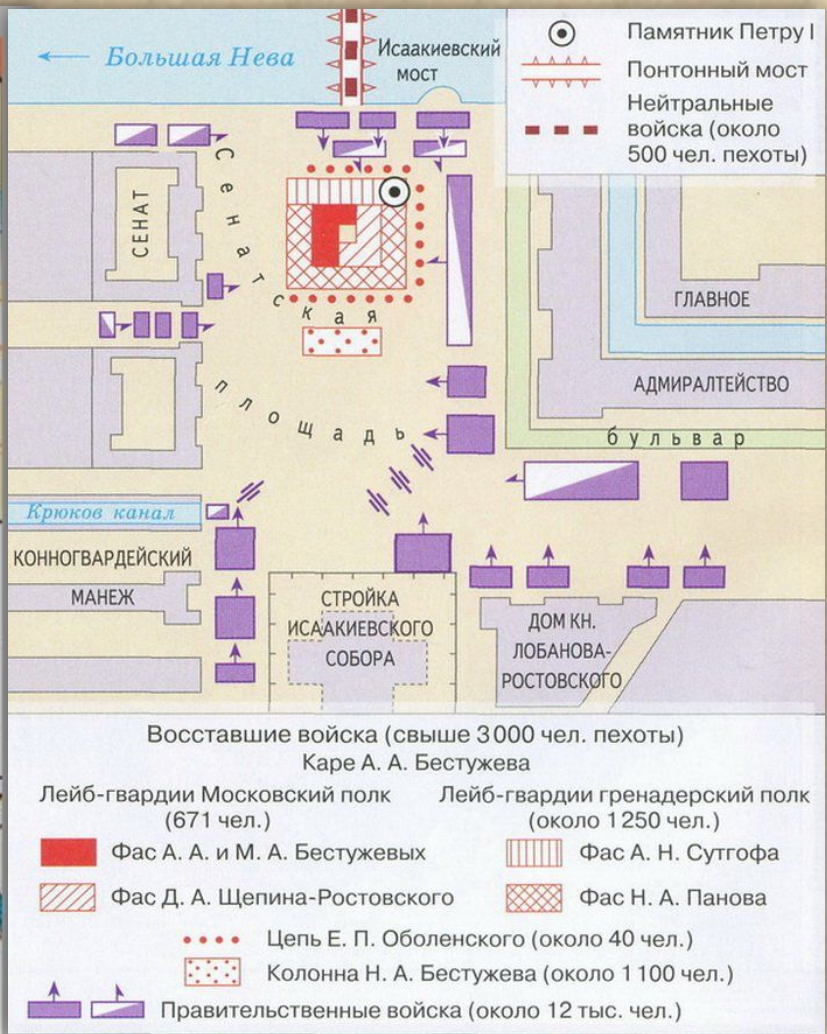 Большая Нева
Исаакиевский
мост
Памятник Петру I
Понтонный мост
Нейтральные
войска (около
500 чел. пехоты)
СЕНАТ
Сенатская
площадь
ГЛАВНОЕ
АДМИРАЛТЕЙСТВО
бульвар
Крюков канал
КОННОГВАРДЕЙСКИЙ
МАНЕЖ
СТРОЙКА
ИСААКИЕВСКОГО
СОБОРА
ДОМ КН.
ЛОБАНОВА-
РОСТОВСКОГО
Восставшие войска (свыше 3000 чел. пехоты)
Каре А. А. Бестужева
Лейб-гвардии Московский полк
(671 чел.)
Лейб-гвардии гренадерский полк
(около 1250 чел.)
Фас А. А. и М. А. Бестужевых
Фас А. Н. Сутгофа
Фас Д. А. Щепина-Ростовского
Фас Н. А. Панова
Цепь Е. П. Оболенского (около 40 чел.)
Колонна Н. А. Бестужева (около 1100 чел.)
Правительственные войска (около 12 тыс. чел.)